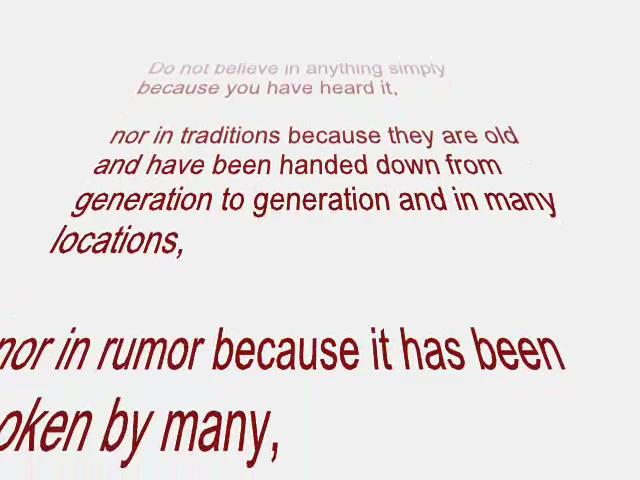 Do not believe in anything simply
because you have heard it,
nor in traditions because they are old
and have been handed down from
generation to generation and in many
locations,
nor in rumor because it has been
oken by many,